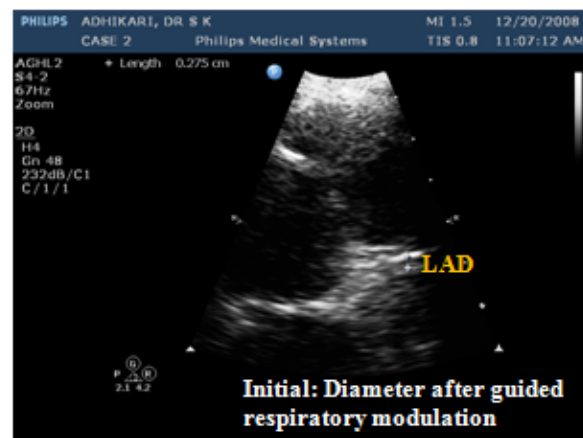 PHILIPS ADHIKARI, DR S K MI 1.5 12/20/2008
CASE 2 Philips Medical Systems TIS 0.8 11:07:12 AM
AGHL2 + Length 0.275 cm
S4-2
67Hz
Zoom
2D
H4
Gn 48
232dB/C1
C/1/1
P
LAD
G
P R
2.1 4.2
Initial: Diameter after guided
respiratory modulation